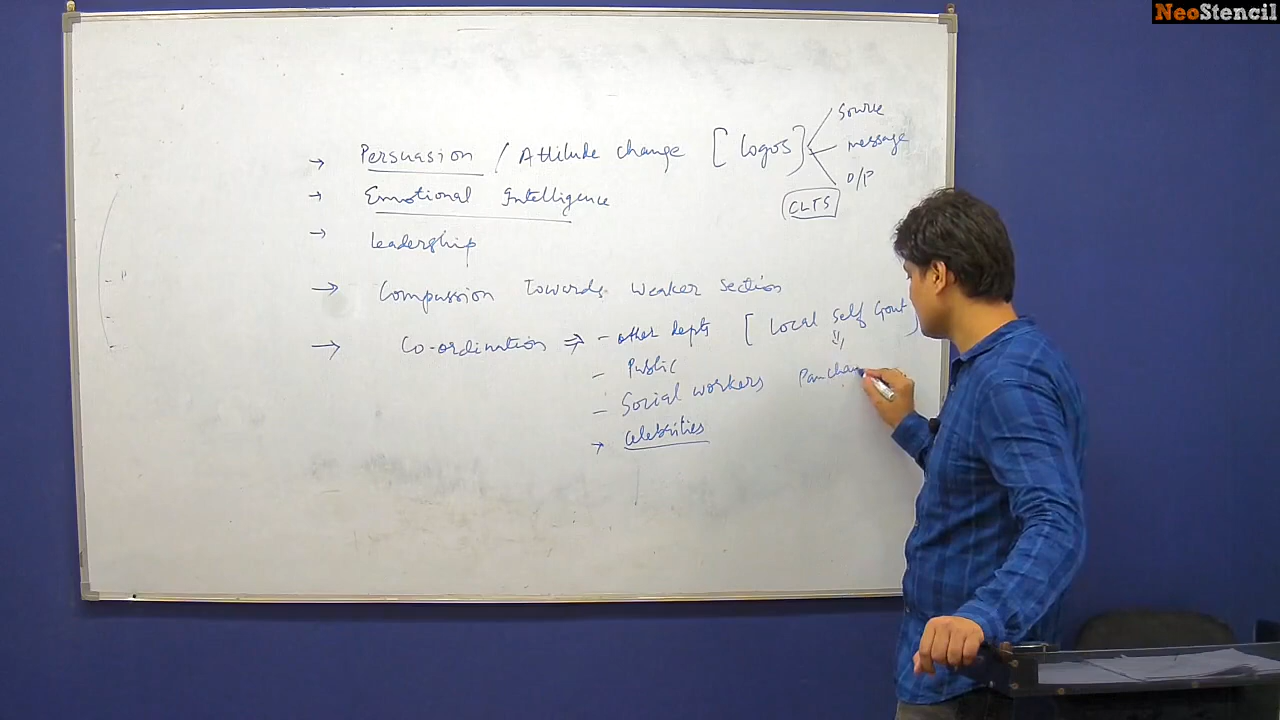 NeoStencil
→ Persuasion / Attitude change [ Logos }
Source
message
O/P
CLTS
→ Emotional Intelligence
→ Leadership
→ Compassion Towards weaker section
→ Co-ordination ⇒ - other depts [ Local Self Govt ]
- Public
- Social workers
→ Celebrities
Panchay